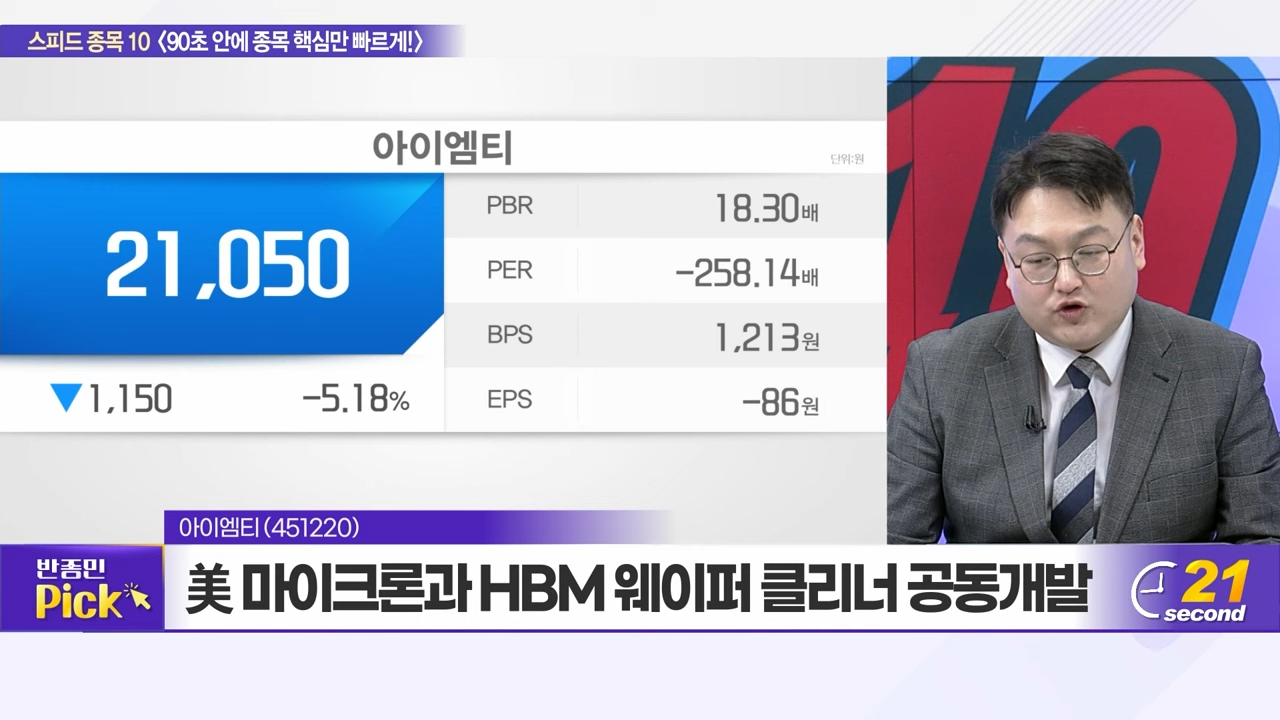 스피드 종목 10 〈90초 안에 종목 핵심만 빠르게!〉
아이엠티
단위:원
21,050
▼1,150 -5.18%
PBR 18.30배
PER -258.14배
BPS 1,213원
EPS -86원
10
아이엠티(451220)
반종민
Pick
美 마이크론과 HBM 웨이퍼 클리너 공동개발
21
second